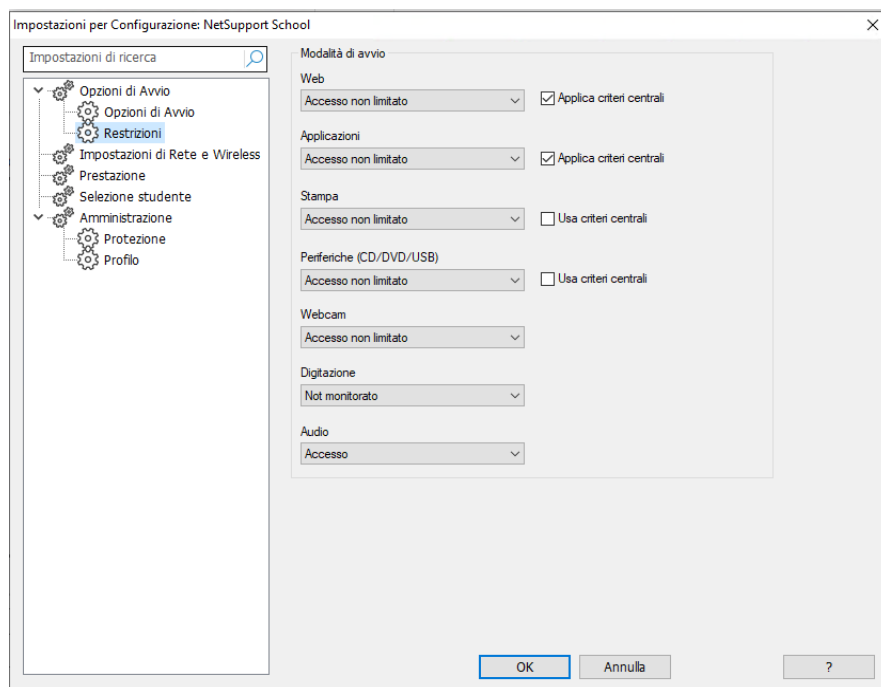 Impostazioni per Configurazione: NetSupport School
Impostazioni di ricerca
Opzioni di Avvio
Opzioni di Avvio
Restrizioni
Impostazioni di Rete e Wireless
Prestazione
Selezione studente
Amministrazione
Protezione
Profilo
Modalità di avvio
Web
Accesso non limitato
Applica criteri centrali
Applicazioni
Accesso non limitato
Applica criteri centrali
Stampa
Accesso non limitato
Usa criteri centrali
Periferiche (CD/DVD/USB)
Accesso non limitato
Usa criteri centrali
Webcam
Accesso non limitato
Digitazione
Not monitorato
Audio
Accesso
OK
Annulla
?